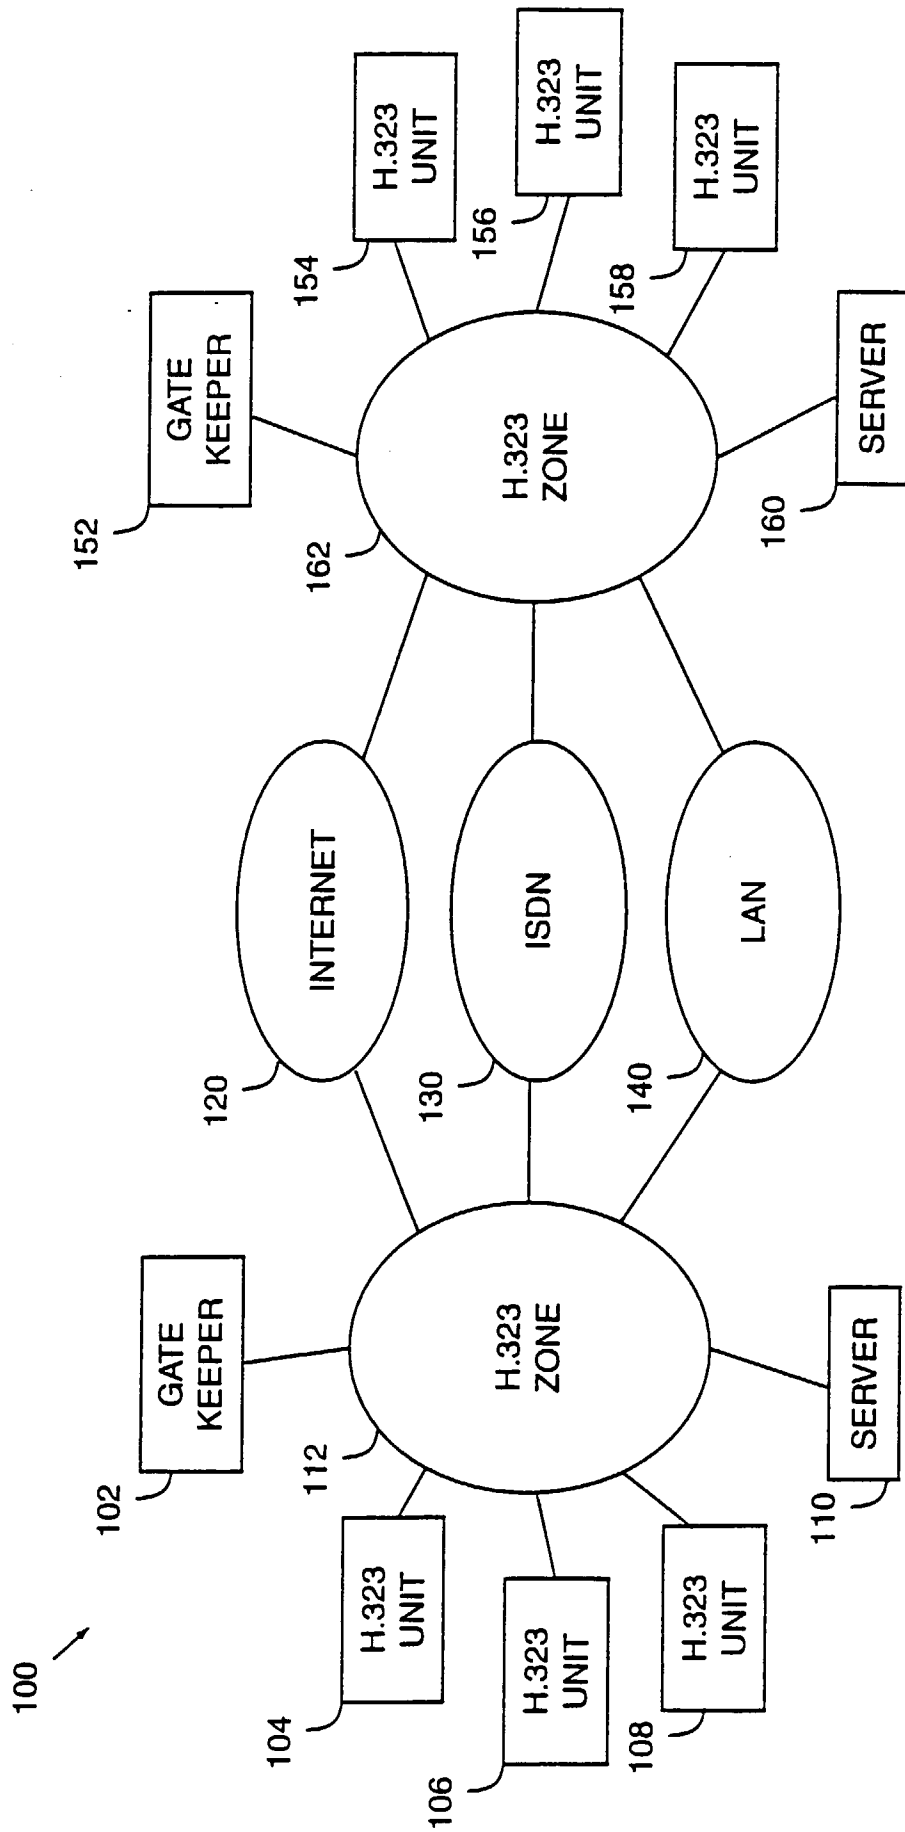 100
102
GATE
KEEPER
104
H.323
UNIT
106
H.323
UNIT
108
H.323
UNIT
110
SERVER
112
H.323
ZONE
120
INTERNET
130
ISDN
140
LAN
152
GATE
KEEPER
154
H.323
UNIT
156
H.323
UNIT
158
H.323
UNIT
160
SERVER
162
H.323
ZONE